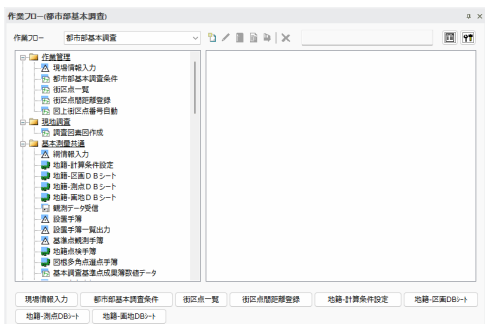 作業フロー(都市部基本調査)
作業フロー 都市部基本調査
作業管理
現場情報入力
都市部基本調査条件
街区点一覧
街区点間距離登録
図上街区点番号自動
現地調査
調査図素図作成
基本測量共通
網情報入力
地籍-計算条件設定
地籍-区画ＤＢシート
地籍-測点ＤＢシート
地籍-画地ＤＢシート
観測データ受信
設置手簿
設置手簿一覧出力
基準点観測手簿
地籍点検手簿
図根多角点選点手簿
基本調査基準点成果簿数値データ
現場情報入力 都市部基本調査条件 街区点一覧 街区点間距離登録 地籍-計算条件設定 地籍-区画DBシート
地籍-測点DBシート 地籍-画地DBシート